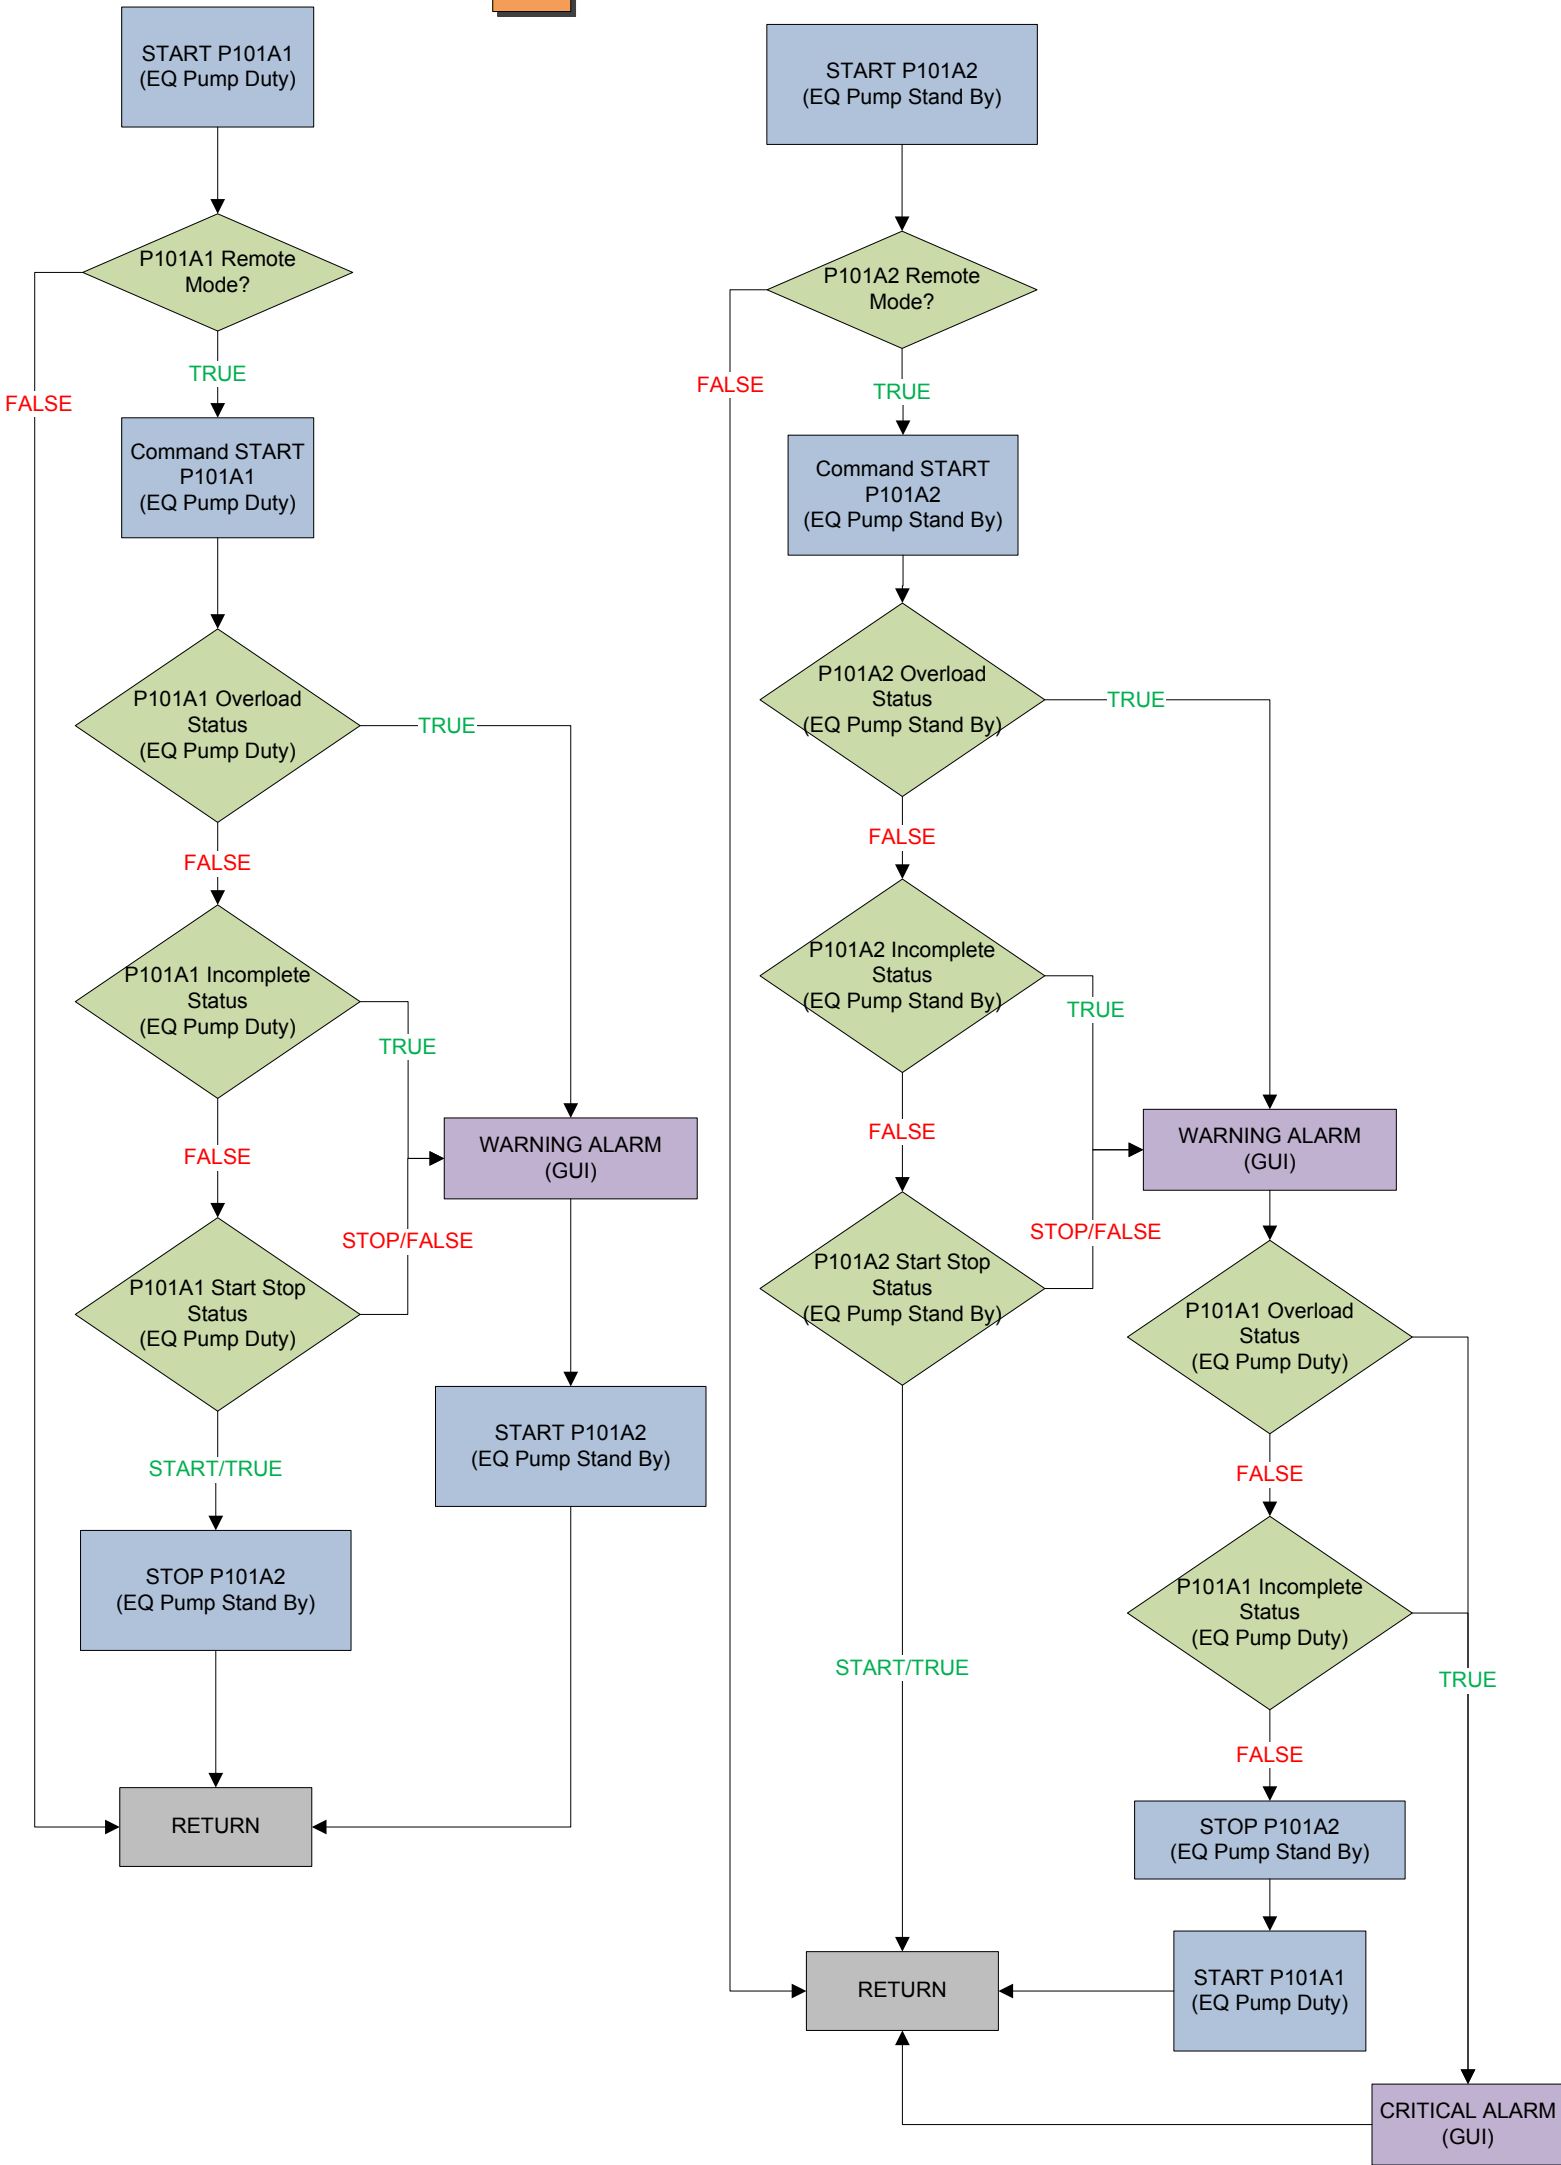 START P101A1
(EQ Pump Duty)
P101A1 Remote
Mode?
TRUE
FALSE
Command START
P101A1
(EQ Pump Duty)
P101A1 Overload
Status
(EQ Pump Duty)
TRUE
FALSE
P101A1 Incomplete
Status
(EQ Pump Duty)
TRUE
FALSE
WARNING ALARM
(GUI)
STOP/FALSE
P101A1 Start Stop
Status
(EQ Pump Duty)
START/TRUE
START P101A2
(EQ Pump Stand By)
STOP P101A2
(EQ Pump Stand By)
RETURN
START P101A2
(EQ Pump Stand By)
P101A2 Remote
Mode?
FALSE
TRUE
Command START
P101A2
(EQ Pump Stand By)
P101A2 Overload
Status
(EQ Pump Stand By)
TRUE
FALSE
P101A2 Incomplete
Status
(EQ Pump Stand By)
TRUE
FALSE
WARNING ALARM
(GUI)
STOP/FALSE
P101A2 Start Stop
Status
(EQ Pump Stand By)
P101A1 Overload
Status
(EQ Pump Duty)
FALSE
P101A1 Incomplete
Status
(EQ Pump Duty)
START/TRUE
TRUE
FALSE
STOP P101A2
(EQ Pump Stand By)
START P101A1
(EQ Pump Duty)
RETURN
CRITICAL ALARM
(GUI)